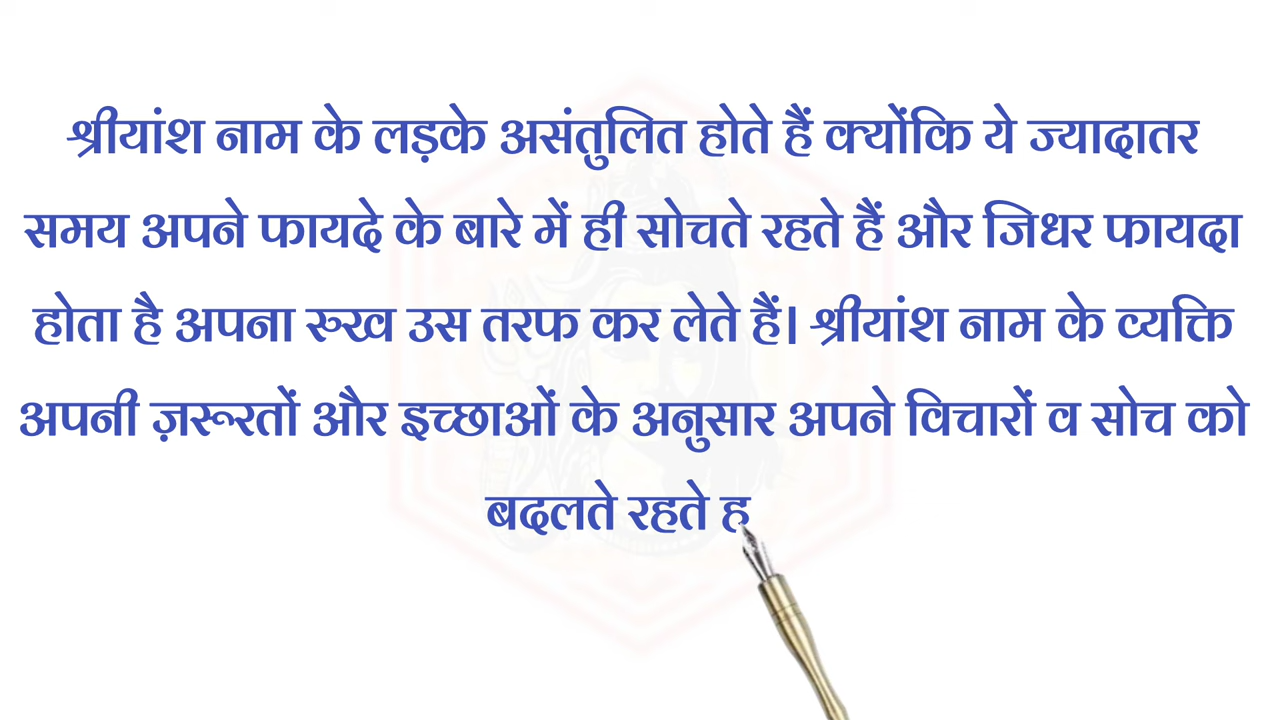 श्रीयांश नाम के लड़के असंतुलित होते हैं क्योंकि ये ज्यादातर
समय अपने फायदे के बारे में ही सोचते रहते हैं और जिधर फायदा
होता है अपना रुख उस तरफ कर लेते हैं। श्रीयांश नाम के व्यक्ति
अपनी ज़रूरतों और इच्छाओं के अनुसार अपने विचारों व सोच को
बदलते रहते ह